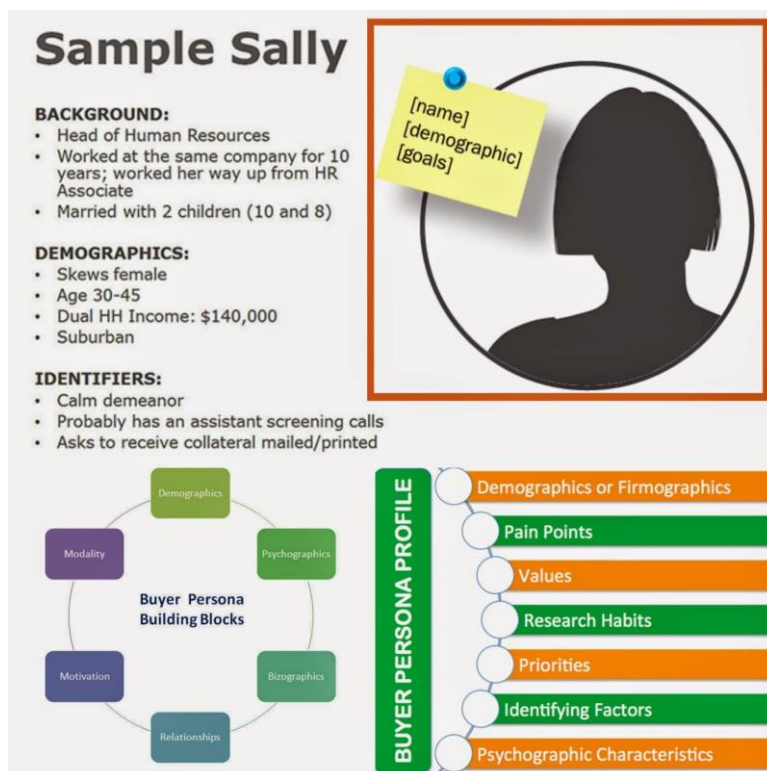 Sample Sally
BACKGROUND:
• Head of Human Resources
• Worked at the same company for 10
years; worked her way up from HR
Associate
• Married with 2 children (10 and 8)
DEMOGRAPHICS:
• Skews female
• Age 30-45
• Dual HH Income: $140,000
• Suburban
IDENTIFIERS:
• Calm demeanor
• Probably has an assistant screening calls
• Asks to receive collateral mailed/printed
[name]
[demographic]
[goals]
Demographics
Psychographics
Bizographics
Relationships
Motivation
Modality
Buyer Persona
Building Blocks
BUYER PERSONA PROFILE
Demographics or Firmographics
Pain Points
Values
Research Habits
Priorities
Identifying Factors
Psychographic Characteristics